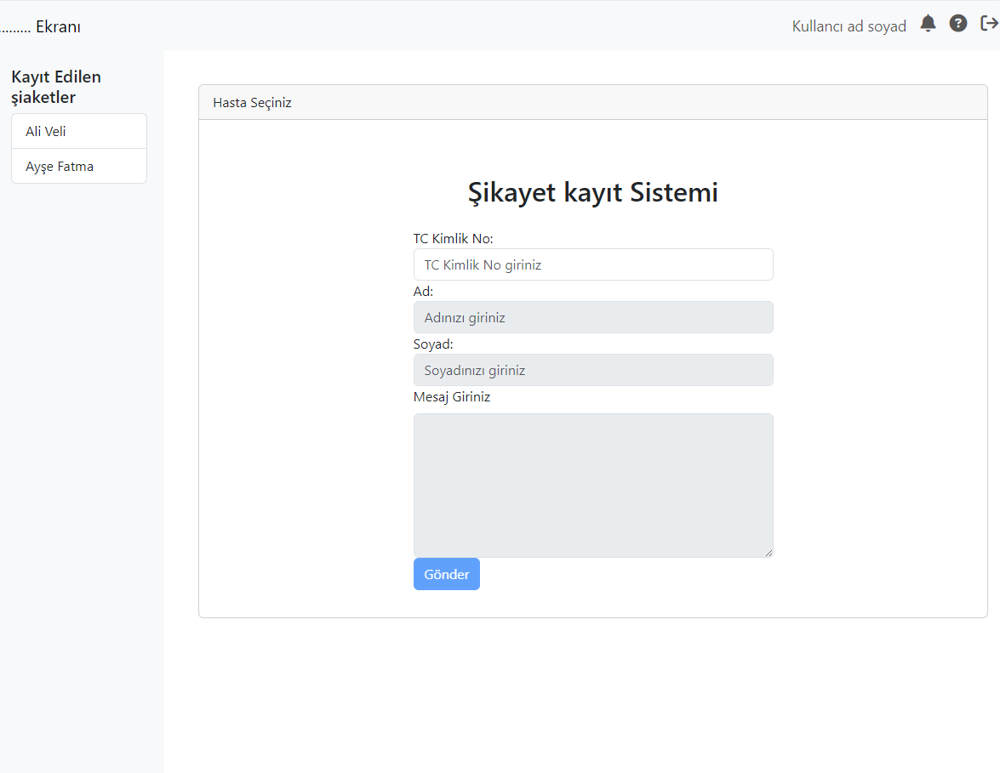 ......... Ekranı
Kullanıcı ad soyad
Kayıt Edilen
şiaketler
Ali Veli
Ayşe Fatma
Hasta Seçiniz
Şikayet kayıt Sistemi
TC Kimlik No:
TC Kimlik No giriniz
Ad:
Adınızı giriniz
Soyad:
Soyadınızı giriniz
Mesaj Giriniz
Gönder